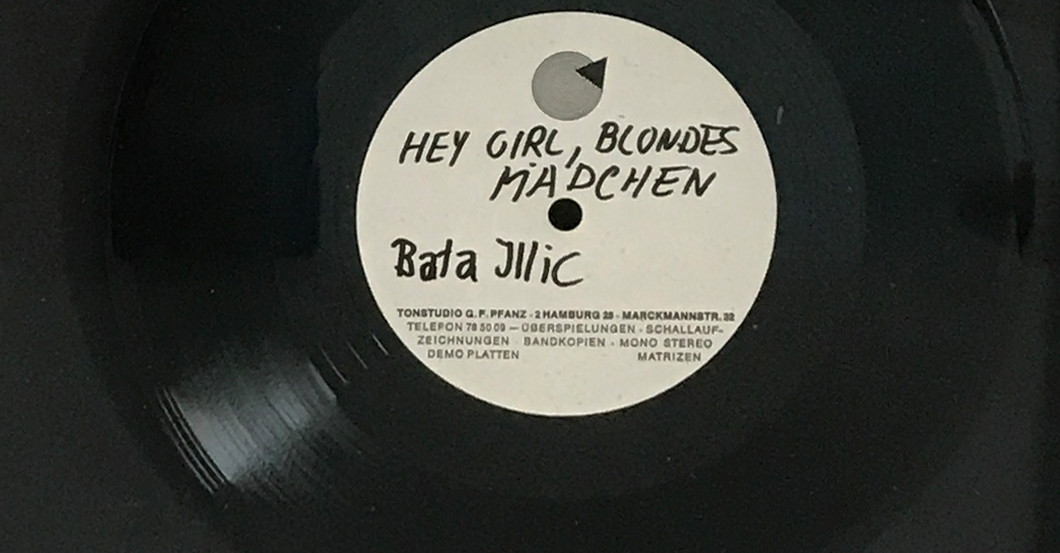 HEY GIRL, BLONDES
MÄDCHEN
Bata Illic
TONSTUDIO G. F. PFANZ · 2 HAMBURG 28 · MARCKMANNSTR. 32
TELEFON 78 50 09 — ÜBERSPIELUNGEN · SCHALLAUF-
ZEICHNUNGEN · BANDKOPIEN · MONO STEREO
DEMO PLATTEN MATRIZEN